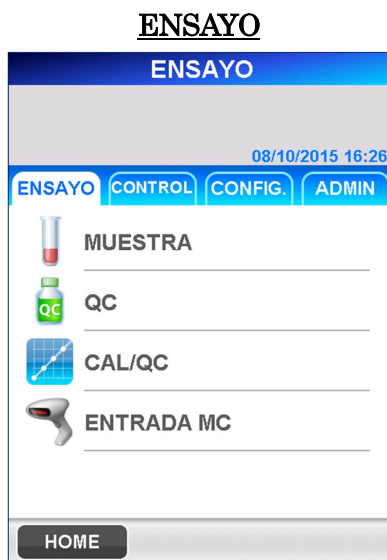 ENSAYO
ENSAYO
08/10/2015 16:26
ENSAYO CONTROL CONFIG. ADMIN
MUESTRA
QC QC
CAL/QC
ENTRADA MC
HOME